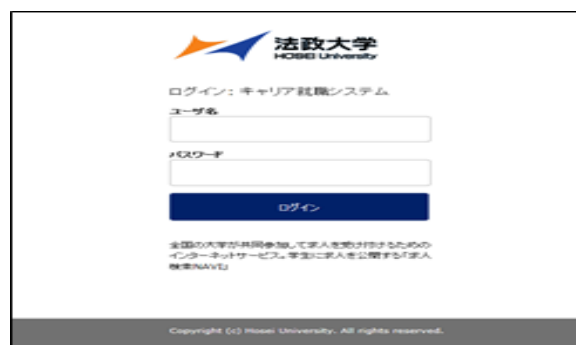 法政大学
HOSEI University
ログイン: キャリア就職システム
ユーザ名
パスワード
ログイン
全国の大学が共同参加して求人を受け付けるための
インターネットサービス。学生に求人を公開する「求人
検索NAVI」
Copyright (c) Hosei University. All rights reserved.